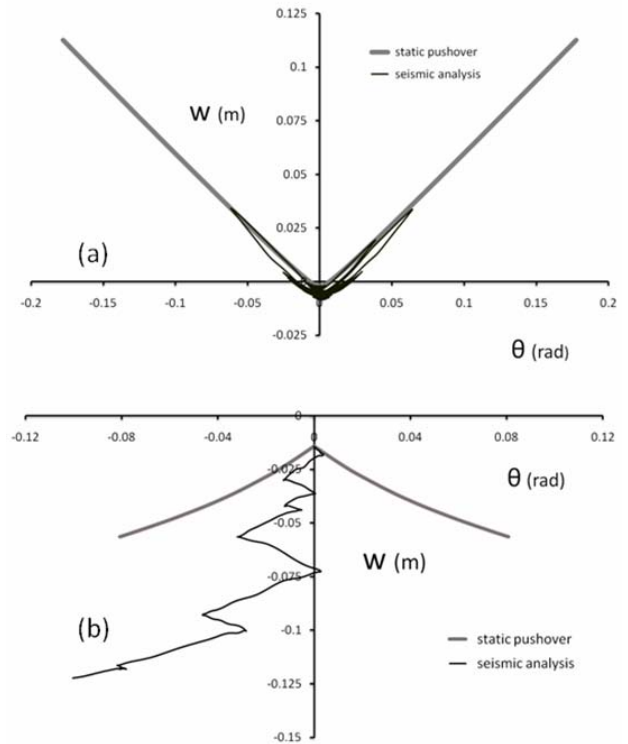 0.125
static pushover
0.1
seismic analysis
W (m)
0.075
0.05
0.025
(a)
0
-0.2 -0.15 -0.1 -0.05 0 0.05 0.1 0.15 0.2
-0.025
θ (rad)
0
-0.12 -0.08 -0.04 0 0.04 0.08 0.12
-0.025
θ (rad)
-0.05
W (m)
-0.075
-0.1
(b)
static pushover
seismic analysis
-0.125
-0.15